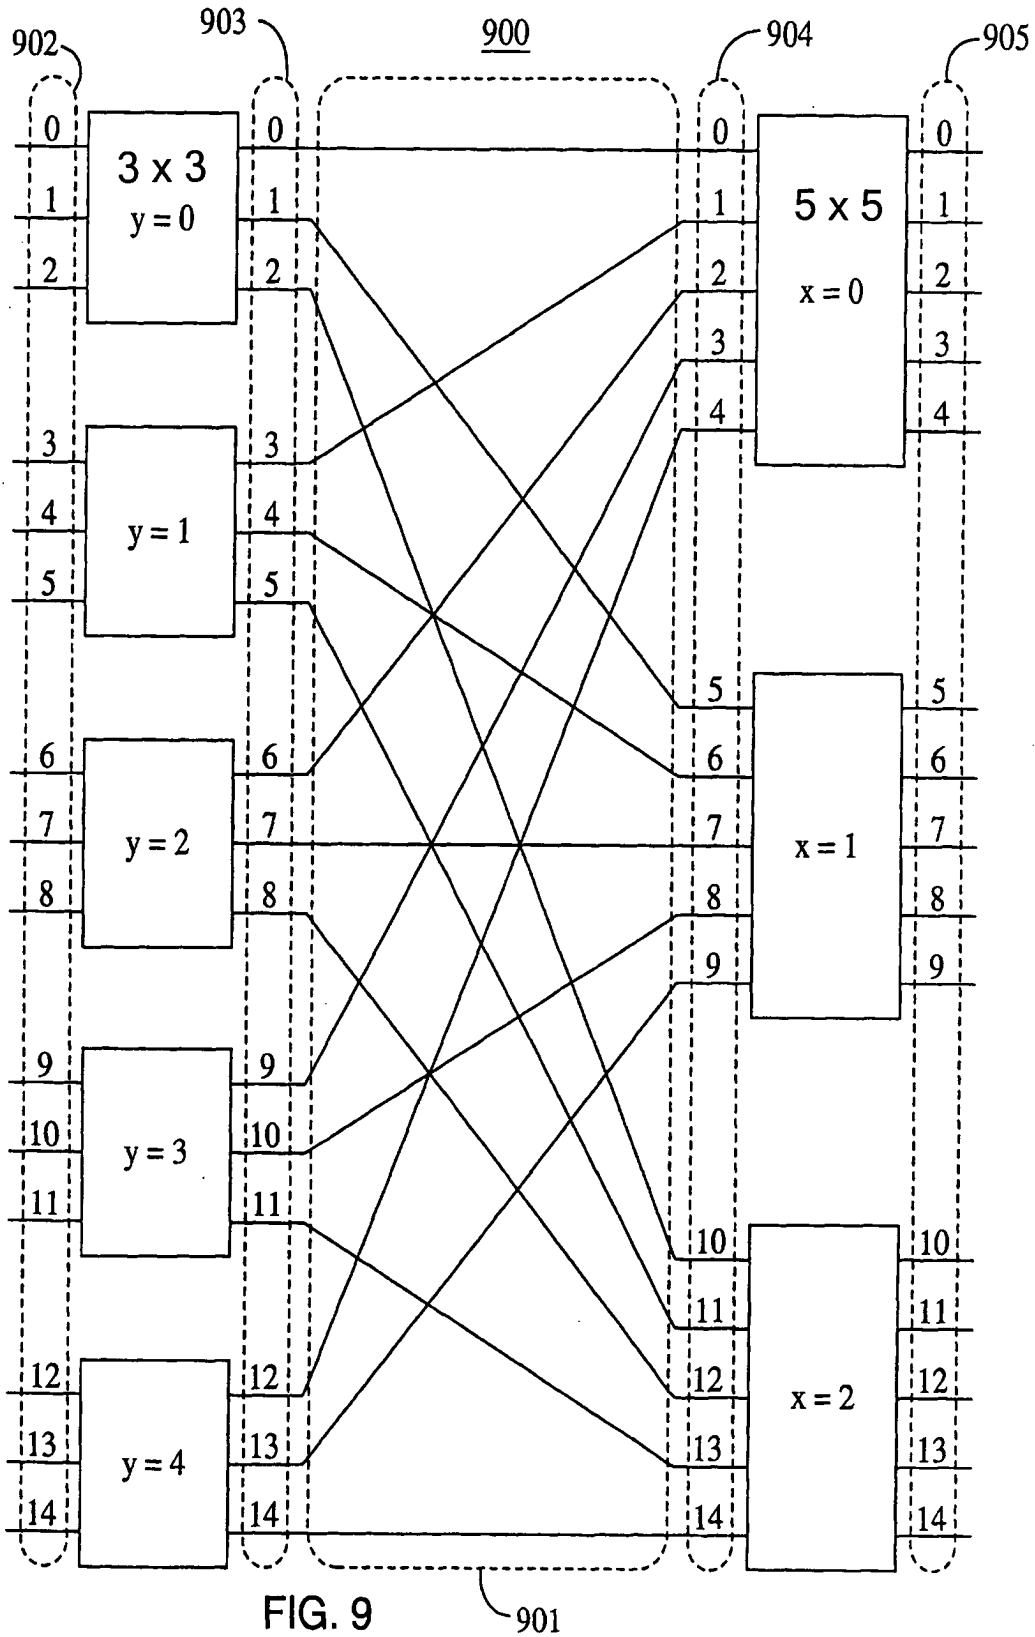 902
903
900
904
905
0 0 0 0
3 x 3
1 1 1 1
y = 0
5 x 5
2 2 2 2
x = 0
3 3
4 4
3 3
4 4
y = 1
5 5
5 5
6 6
6 6
7 7 7 7
y = 2
x = 1
8 8 8 8
9 9
9 9
10 10
y = 3
11 11
10 10
11 11
12 12 12 12
x = 2
13 13 13 13
y = 4
14 14 14 14
FIG. 9
901